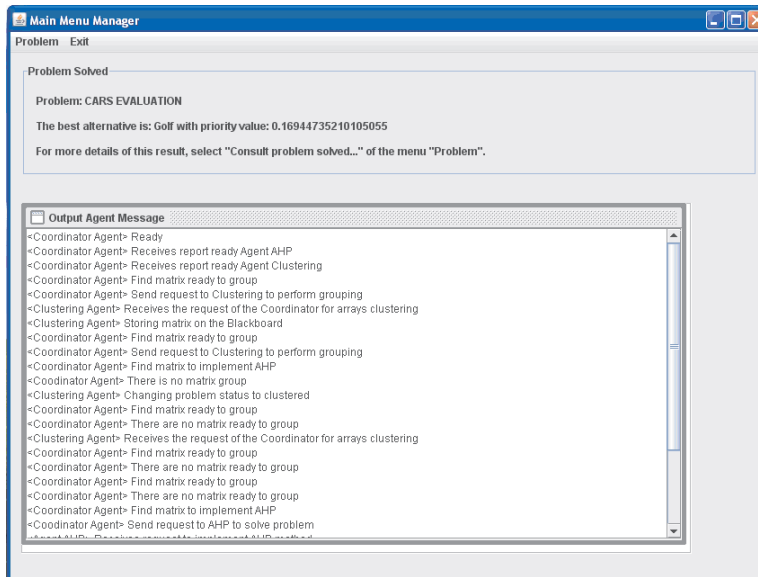 Main Menu Manager
Problem Exit
Problem Solved
Problem: CARS EVALUATION
The best alternative is: Golf with priority value: 0.16944735210105055
For more details of this result, select "Consult problem solved..." of the menu "Problem".
Output Agent Message
<Coordinator Agent> Ready
<Coordinator Agent> Receives report ready Agent AHP
<Coordinator Agent> Receives report ready Agent Clustering
<Coordinator Agent> Find matrix ready to group
<Coordinator Agent> Send request to Clustering to perform grouping
<Clustering Agent> Receives the request of the Coordinator for arrays clustering
<Clustering Agent> Storing matrix on the Blackboard
<Coordinator Agent> Find matrix ready to group
<Coordinator Agent> Send request to Clustering to perform grouping
<Coordinator Agent> Find matrix to implement AHP
<Coodinator Agent> There is no matrix group
<Clustering Agent> Changing problem status to clustered
<Coordinator Agent> Find matrix ready to group
<Coordinator Agent> There are no matrix ready to group
<Clustering Agent> Receives the request of the Coordinator for arrays clustering
<Coordinator Agent> Find matrix ready to group
<Coordinator Agent> There are no matrix ready to group
<Coordinator Agent> Find matrix ready to group
<Coordinator Agent> There are no matrix ready to group
<Coordinator Agent> Find matrix to implement AHP
<Coodinator Agent> Send request to AHP to solve problem
<Agent AHP> Receives request to implement AHP method